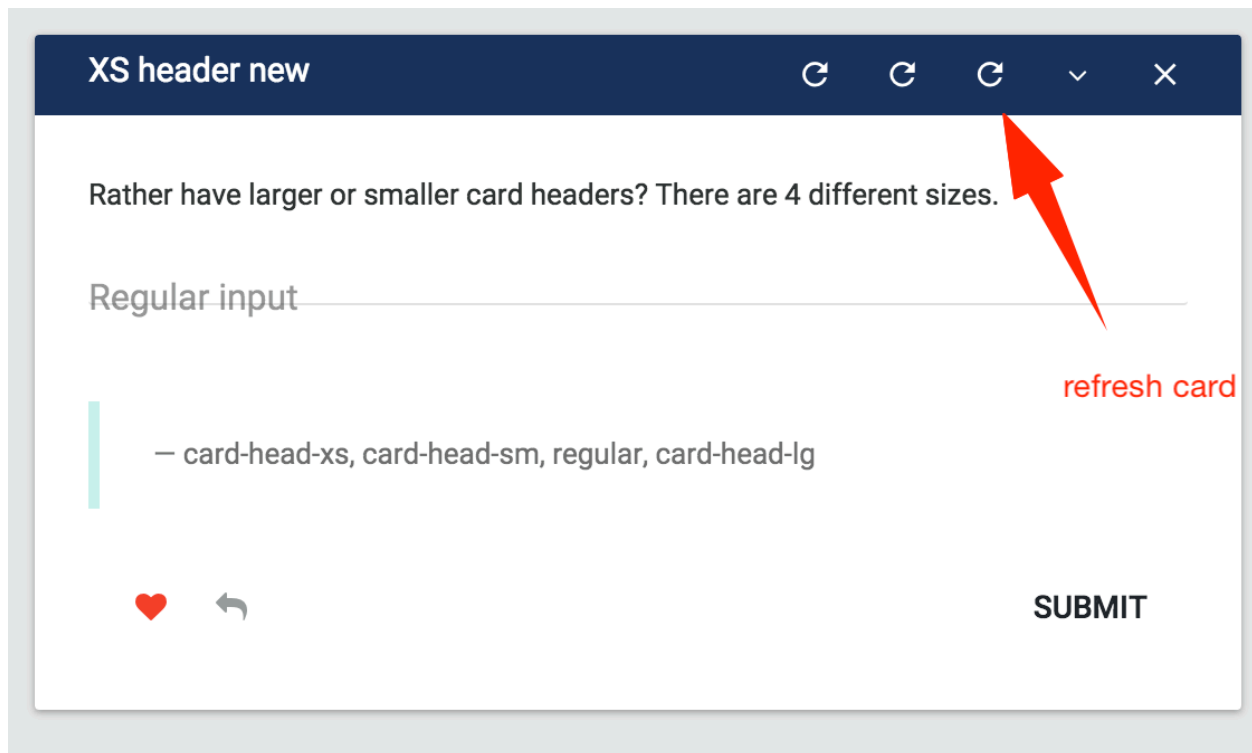 XS header new
Rather have larger or smaller card headers? There are 4 different sizes.
Regular input
refresh card
— card-head-xs, card-head-sm, regular, card-head-lg
SUBMIT